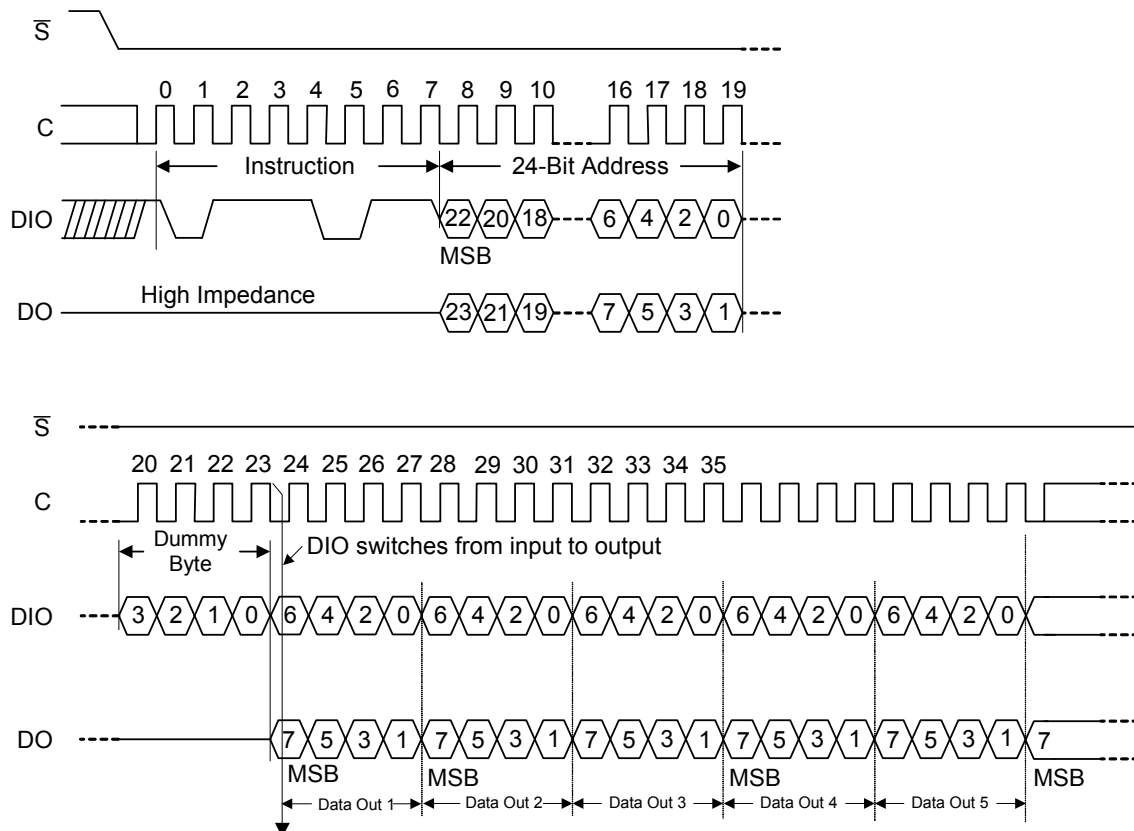 S
0 1 2 3 4 5 6 7 8 9 10 16 17 18 19
C
Instruction 24-Bit Address
DIO 22 20 18 6 4 2 0
MSB
High Impedance
DO 23 21 19 7 5 3 1
S
20 21 22 23 24 25 26 27 28 29 30 31 32 33 34 35
C
Dummy
Byte
DIO switches from input to output
DIO 3 2 1 0 6 4 2 0 6 4 2 0 6 4 2 0 6 4 2 0 6 4 2 0
DO 7 5 3 1 7 5 3 1 7 5 3 1 7 5 3 1 7 5 3 1 7
MSB MSB MSB MSB
Data Out 1 Data Out 2 Data Out 3 Data Out 4 Data Out 5